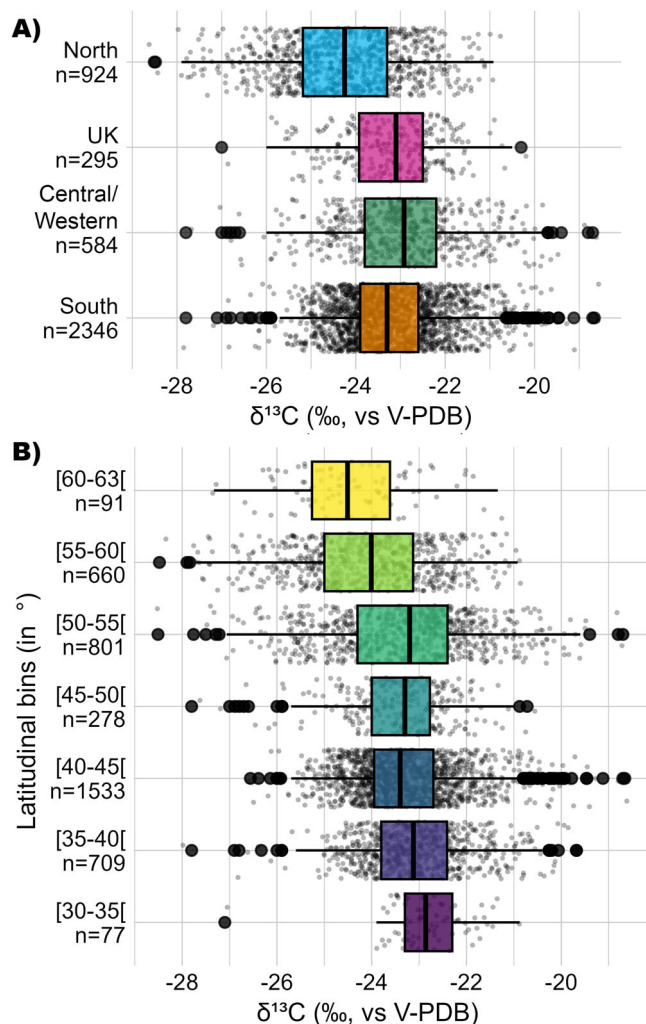 A)
North
n=924
UK
n=295
Central/
Western
n=584
South
n=2346
-28 -26 -24 -22 -20
δ¹³C (‰, vs V-PDB)
B)
Latitudinal bins (in °)
[60-63[
n=91
[55-60[
n=660
[50-55[
n=801
[45-50[
n=278
[40-45[
n=1533
[35-40[
n=709
[30-35[
n=77
-28 -26 -24 -22 -20
δ¹³C (‰, vs V-PDB)